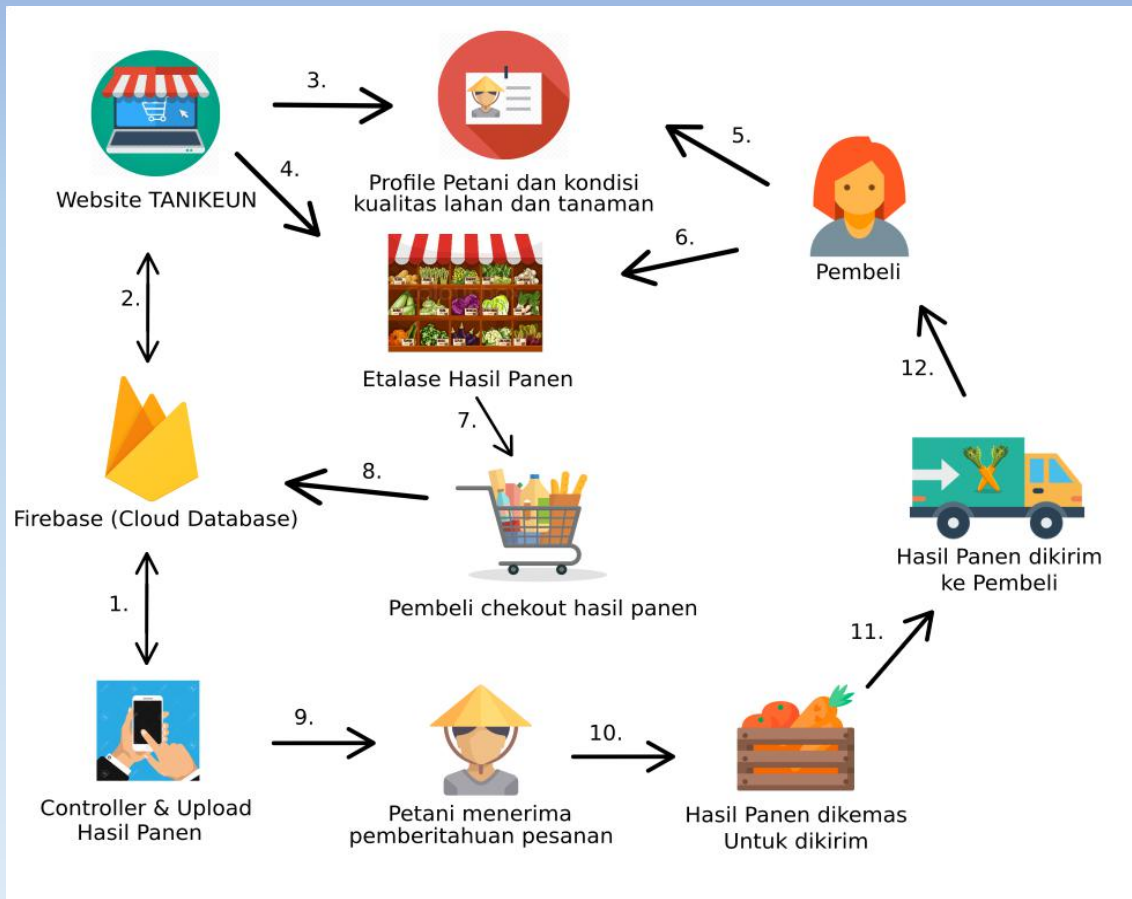 3.
Website TANIKEUN
4.
Profile Petani dan kondisi
kualitas lahan dan tanaman
5.
Pembeli
6.
2.
Etalase Hasil Panen
7.
12.
Firebase (Cloud Database)
8.
Pembeli chekout hasil panen
Hasil Panen dikirim
ke Pembeli
1.
11.
Controller & Upload
Hasil Panen
9.
Petani menerima
pemberitahuan pesanan
10.
Hasil Panen dikemas
Untuk dikirim